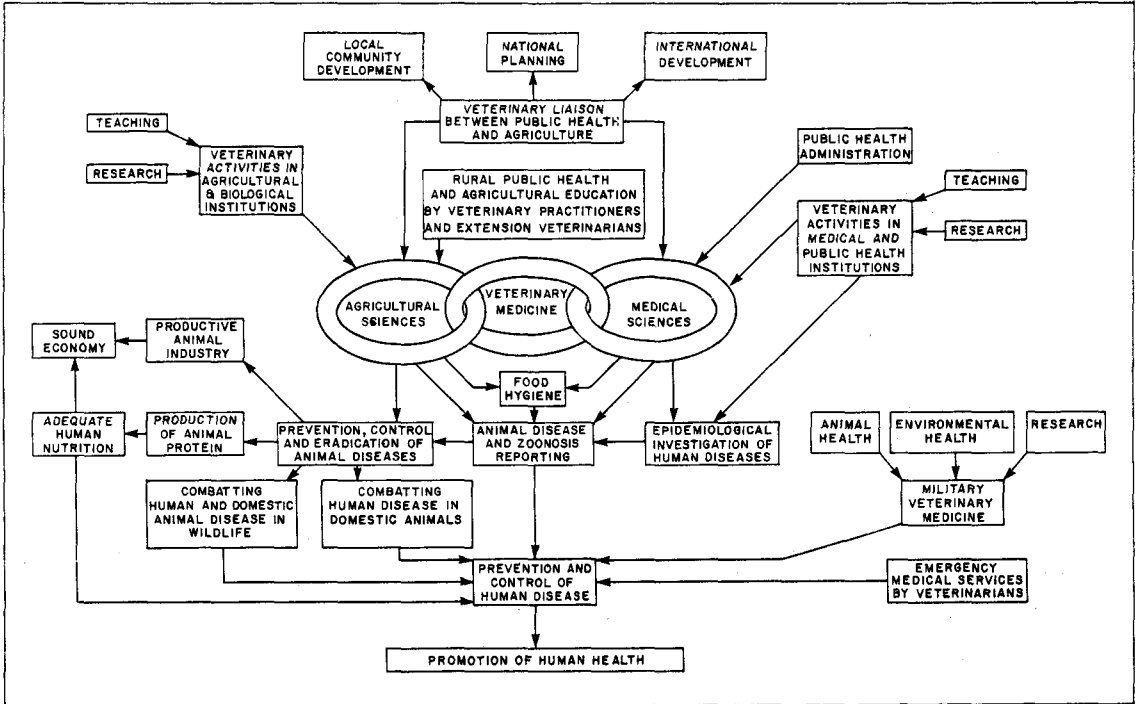 LOCAL
COMMUNITY
DEVELOPMENT
NATIONAL
PLANNING
INTERNATIONAL
DEVELOPMENT
VETERINARY LIAISON
BETWEEN PUBLIC HEALTH
AND AGRICULTURE
TEACHING
RESEARCH
VETERINARY
ACTIVITIES IN
AGRICULTURAL
& BIOLOGICAL
INSTITUTIONS
RURAL PUBLIC HEALTH
AND AGRICULTURAL EDUCATION
BY VETERINARY PRACTITIONERS
AND EXTENSION VETERINARIANS
PUBLIC HEALTH
ADMINISTRATION
TEACHING
RESEARCH
VETERINARY
ACTIVITIES IN
MEDICAL AND
PUBLIC HEALTH
INSTITUTIONS
AGRICULTURAL
SCIENCES
VETERINARY
MEDICINE
MEDICAL
SCIENCES
SOUND
ECONOMY
PRODUCTIVE
ANIMAL
INDUSTRY
FOOD
HYGIENE
ADEQUATE
HUMAN
NUTRITION
PRODUCTION
OF ANIMAL
PROTEIN
PREVENTION, CONTROL
AND ERADICATION OF
ANIMAL DISEASES
ANIMAL DISEASE
AND ZOONOSIS
REPORTING
EPIDEMIOLOGICAL
INVESTIGATION OF
HUMAN DISEASES
ANIMAL
HEALTH
ENVIRONMENTAL
HEALTH
RESEARCH
COMBATTING
HUMAN AND DOMESTIC
ANIMAL DISEASE IN
WILDLIFE
COMBATTING
HUMAN DISEASE IN
DOMESTIC ANIMALS
MILITARY
VETERINARY
MEDICINE
PREVENTION AND
CONTROL OF
HUMAN DISEASE
EMERGENCY
MEDICAL SERVICES
BY VETERINARIANS
PROMOTION OF HUMAN HEALTH